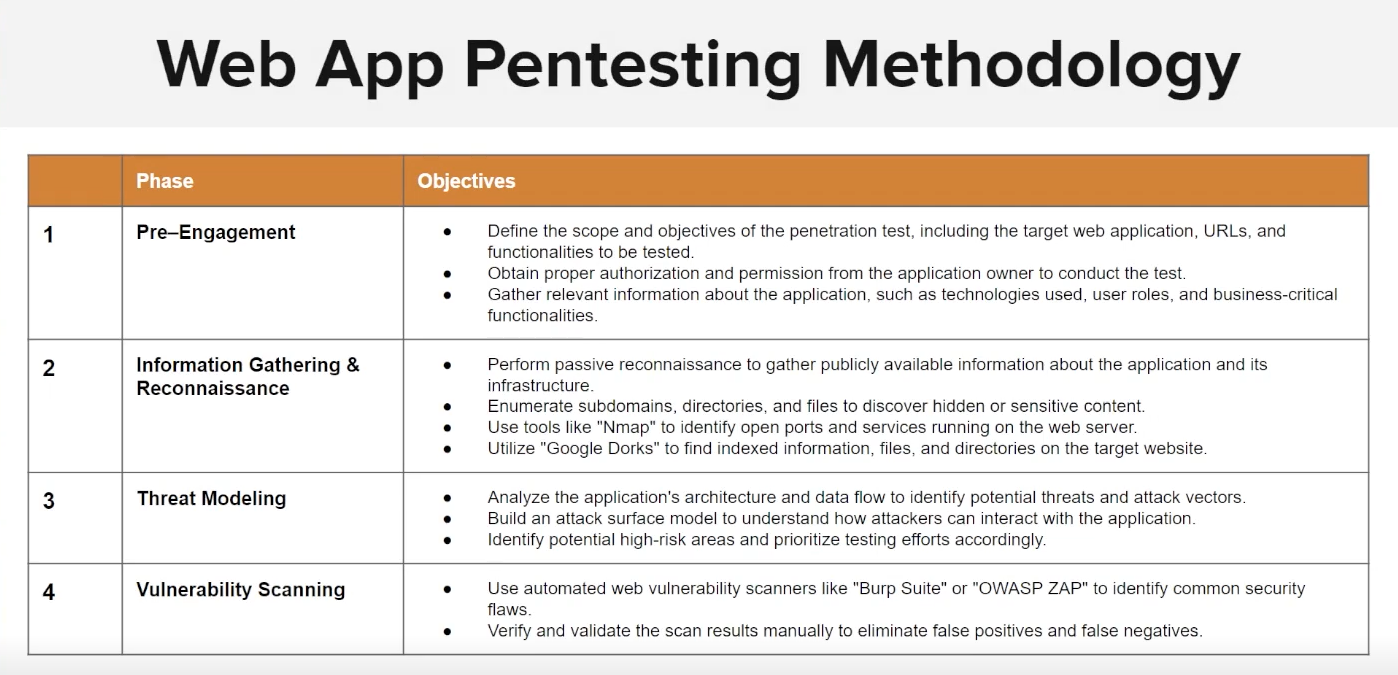 Web App Pentesting Methodology
Phase
Objectives
1
Pre–Engagement
● Define the scope and objectives of the penetration test, including the target web application, URLs, and
functionalities to be tested.
● Obtain proper authorization and permission from the application owner to conduct the test.
● Gather relevant information about the application, such as technologies used, user roles, and business-critical
functionalities.
2
Information Gathering &
Reconnaissance
● Perform passive reconnaissance to gather publicly available information about the application and its
infrastructure.
● Enumerate subdomains, directories, and files to discover hidden or sensitive content.
● Use tools like "Nmap" to identify open ports and services running on the web server.
● Utilize "Google Dorks" to find indexed information, files, and directories on the target website.
3
Threat Modeling
● Analyze the application's architecture and data flow to identify potential threats and attack vectors.
● Build an attack surface model to understand how attackers can interact with the application.
● Identify potential high-risk areas and prioritize testing efforts accordingly.
4
Vulnerability Scanning
● Use automated web vulnerability scanners like "Burp Suite" or "OWASP ZAP" to identify common security
flaws.
● Verify and validate the scan results manually to eliminate false positives and false negatives.